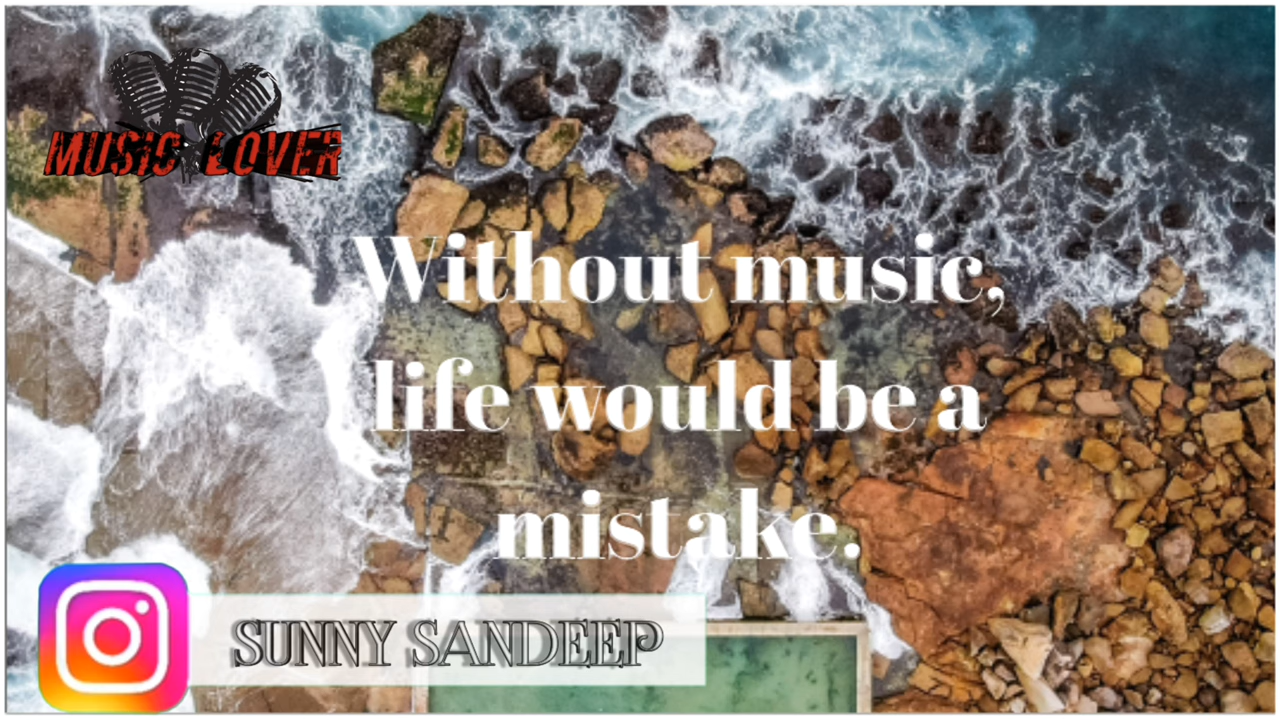 MUSIC LOVER
Without music,
life would be a
mistake.
SUNNY SANDEEP